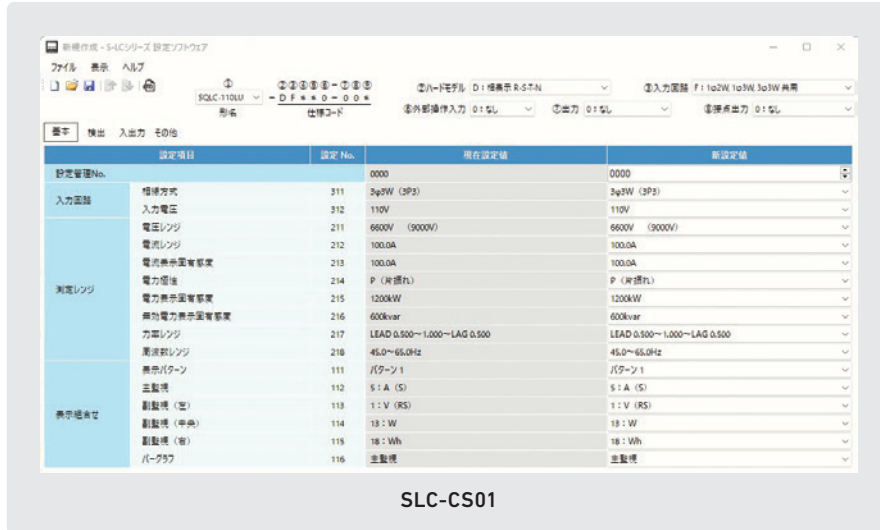 新規作成 - S-LCシリーズ 設定ソフトウェア
ファイル 表示 ヘルプ
① ②③④⑤⑥-⑦⑧⑨ ②ハードモデル D:相表示 R-S-T-N ③入力回路 P:1φ2W,1φ3W,3φ3W 共用
SQLC-110LU - D F * * 0 - 0 0 *
形名 仕様コード ⑥外部操作入力 0:なし ⑦出力 0:なし ⑧接点出力 0:なし
基本 検出 入出力 その他
設定項目 設定 No. 現在設定値 新設定値
設定管理No. 0000 0000
入力回路
相線方式 311 3φ3W (3P3) 3φ3W (3P3)
入力電圧 312 110V 110V
測定レンジ
電圧レンジ 211 6600V (9000V) 6600V (9000V)
電流レンジ 212 100.0A 100.0A
電流表示固有感度 213 100.0A 100.0A
電力極性 214 P (片振れ) P (片振れ)
電力表示固有感度 215 1200kW 1200kW
無効電力表示固有感度 216 600kvar 600kvar
力率レンジ 217 LEAD 0.500~1.000~LAG 0.500 LEAD 0.500~1.000~LAG 0.500
周波数レンジ 218 45.0~65.0Hz 45.0~65.0Hz
表示組合せ
表示パターン 111 パターン 1 パターン 1
主監視 112 5:A (S) 5:A (S)
副監視 (左) 113 1:V (RS) 1:V (RS)
副監視 (中央) 114 13:W 13:W
副監視 (右) 115 18:Wh 18:Wh
バーグラフ 116 主監視 主監視
SLC-CS01